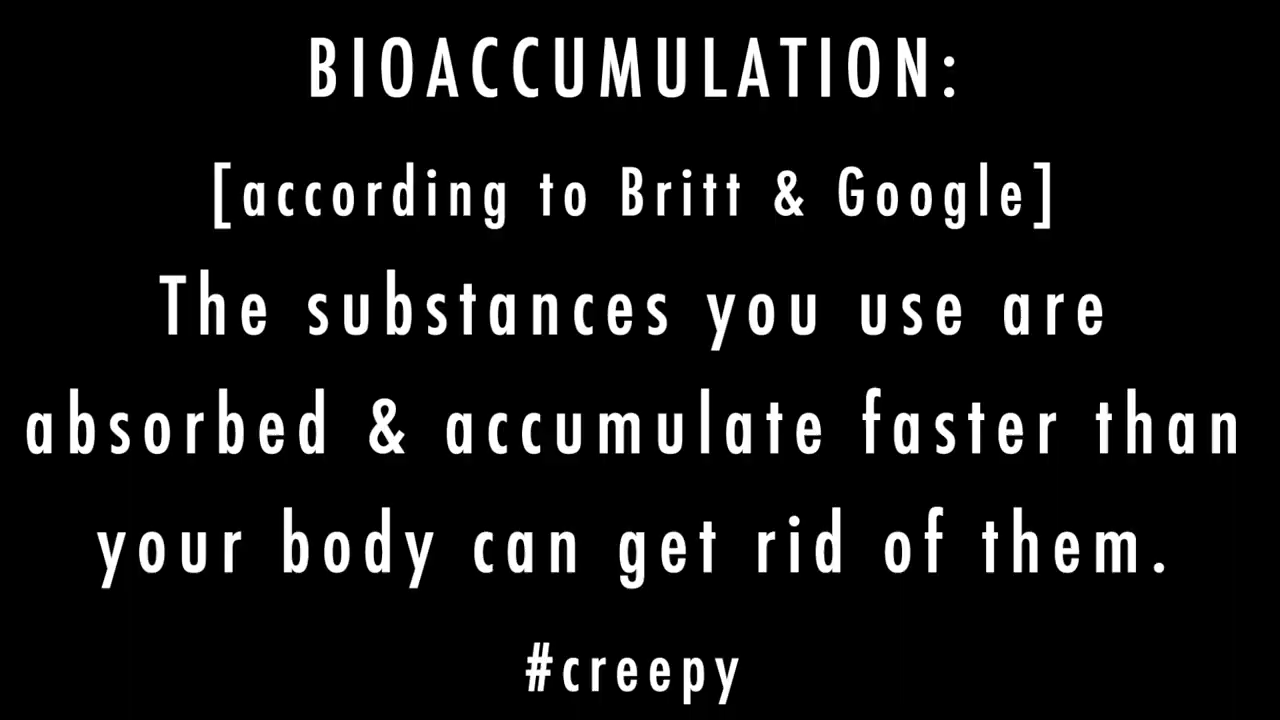 BIOACCUMULATION:
[according to Britt & Google]
The substances you use are
absorbed & accumulate faster than
your body can get rid of them.
#creepy